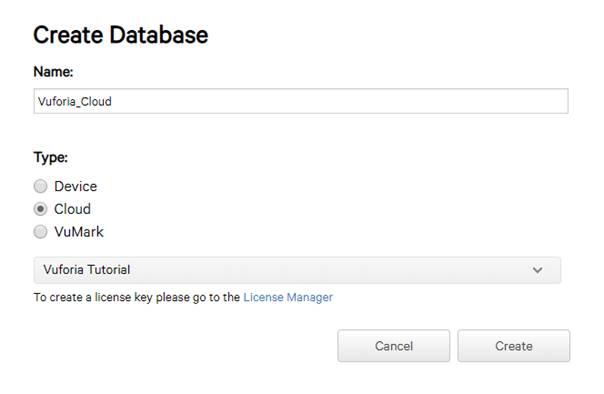 Create Database
Name:
Vuforia_Cloud
Type:
Device
Cloud
VuMark
Vuforia Tutorial
To create a license key please go to the License Manager
Cancel
Create